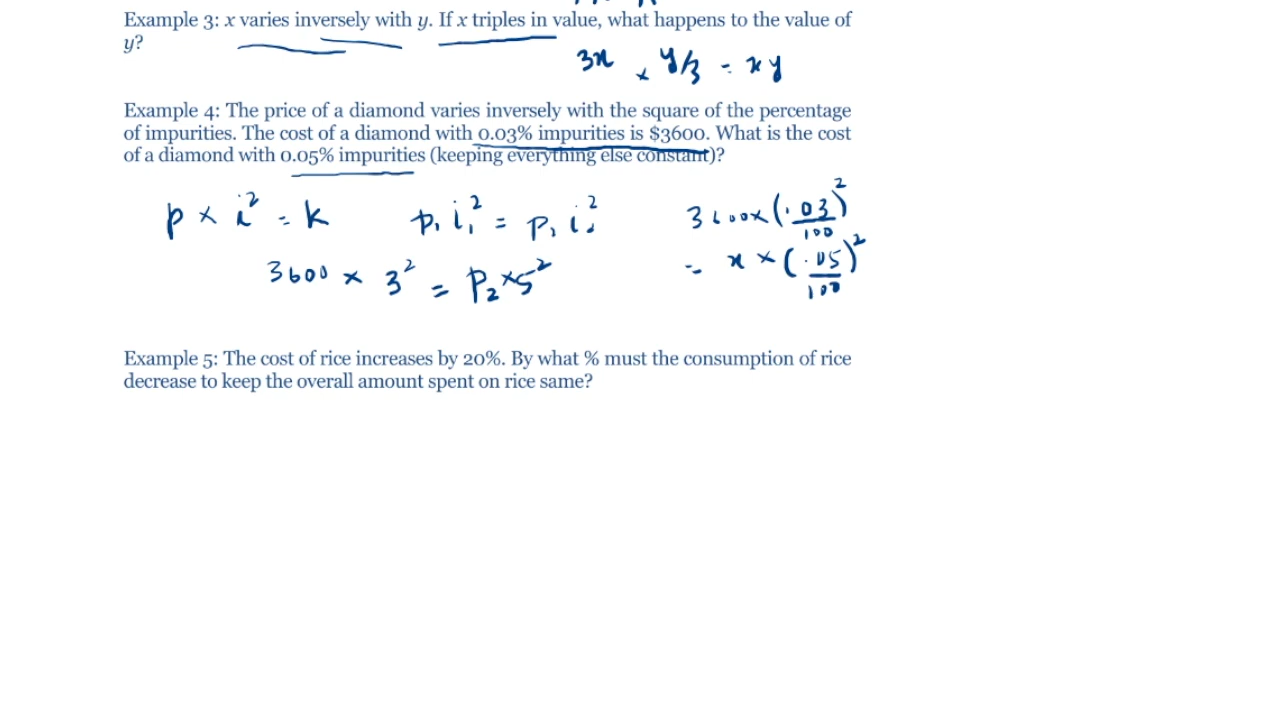 Example 3: x varies inversely with y. If x triples in value, what happens to the value of
y?
3x × y/3 = xy
Example 4: The price of a diamond varies inversely with the square of the percentage
of impurities. The cost of a diamond with 0.03% impurities is $3600. What is the cost
of a diamond with 0.05% impurities (keeping everything else constant)?
p × i² = k p₁ i₁² = p₁ i₂² 3600 × (.03/100)²
3600 × 3² = P₂ × 5² = x × (.05/100)²
Example 5: The cost of rice increases by 20%. By what % must the consumption of rice
decrease to keep the overall amount spent on rice same?